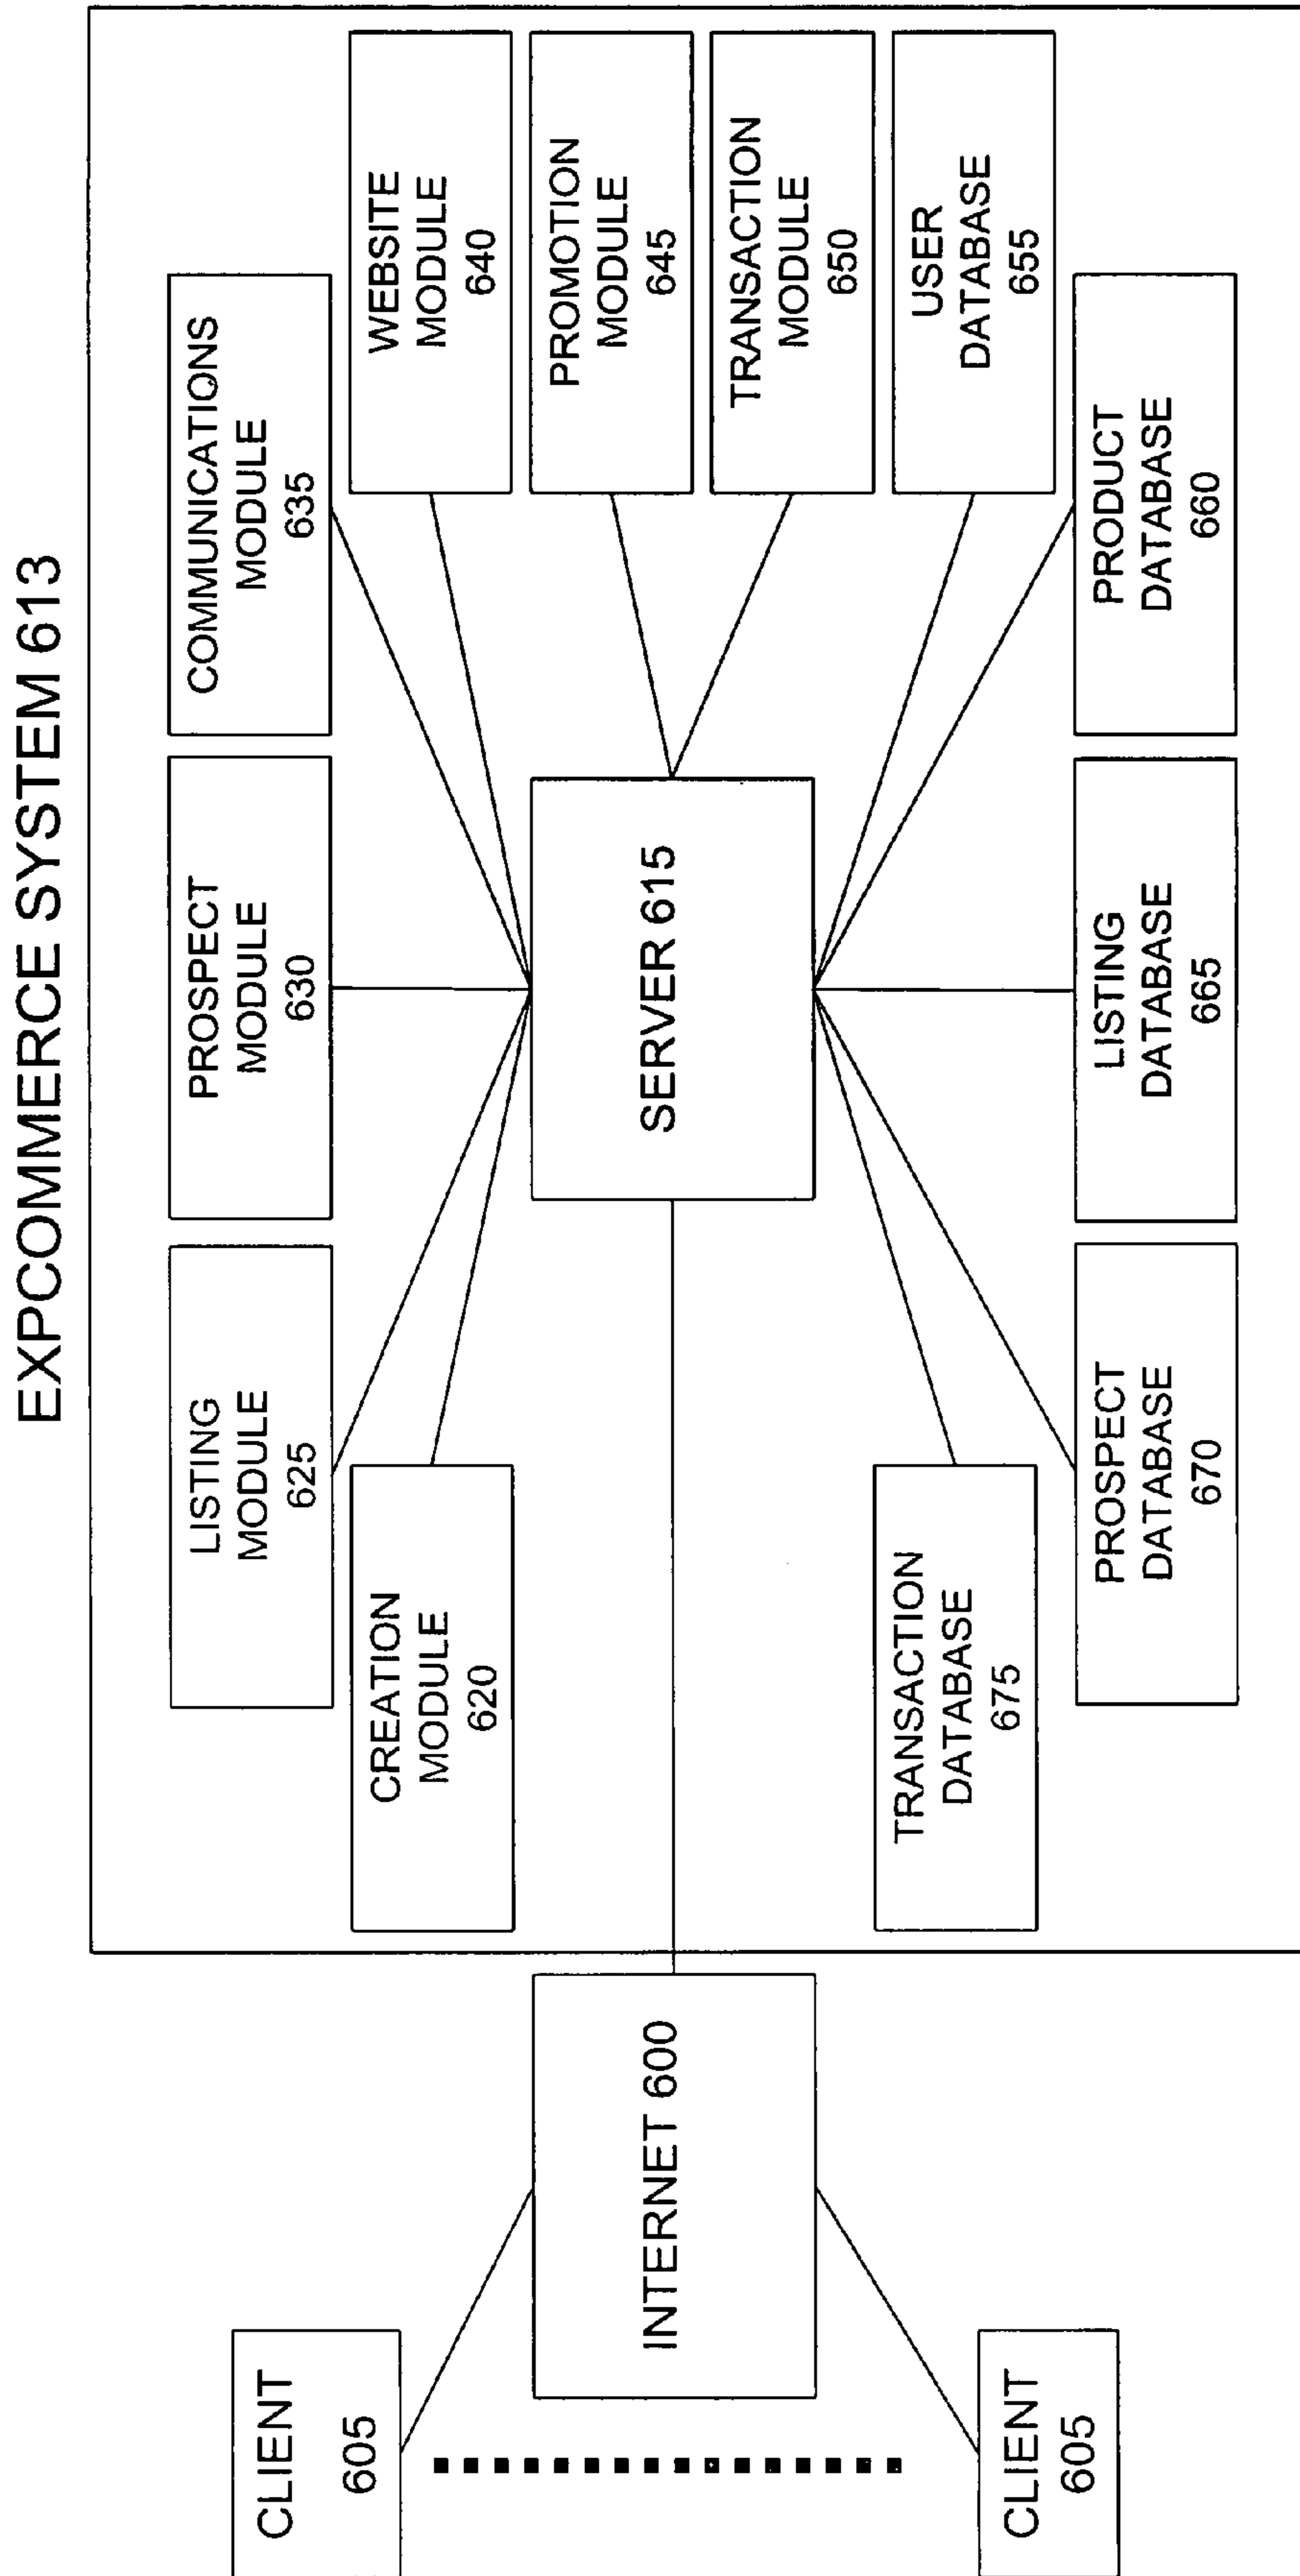 EXPCOMMERCE SYSTEM 613
LISTING
MODULE
625
PROSPECT
MODULE
630
COMMUNICATIONS
MODULE
635
CREATION
MODULE
620
WEBSITE
MODULE
640
PROMOTION
MODULE
645
TRANSACTION
MODULE
650
USER
DATABASE
655
CLIENT
605
INTERNET 600
SERVER 615
CLIENT
605
TRANSACTION
DATABASE
675
PROSPECT
DATABASE
670
LISTING
DATABASE
665
PRODUCT
DATABASE
660